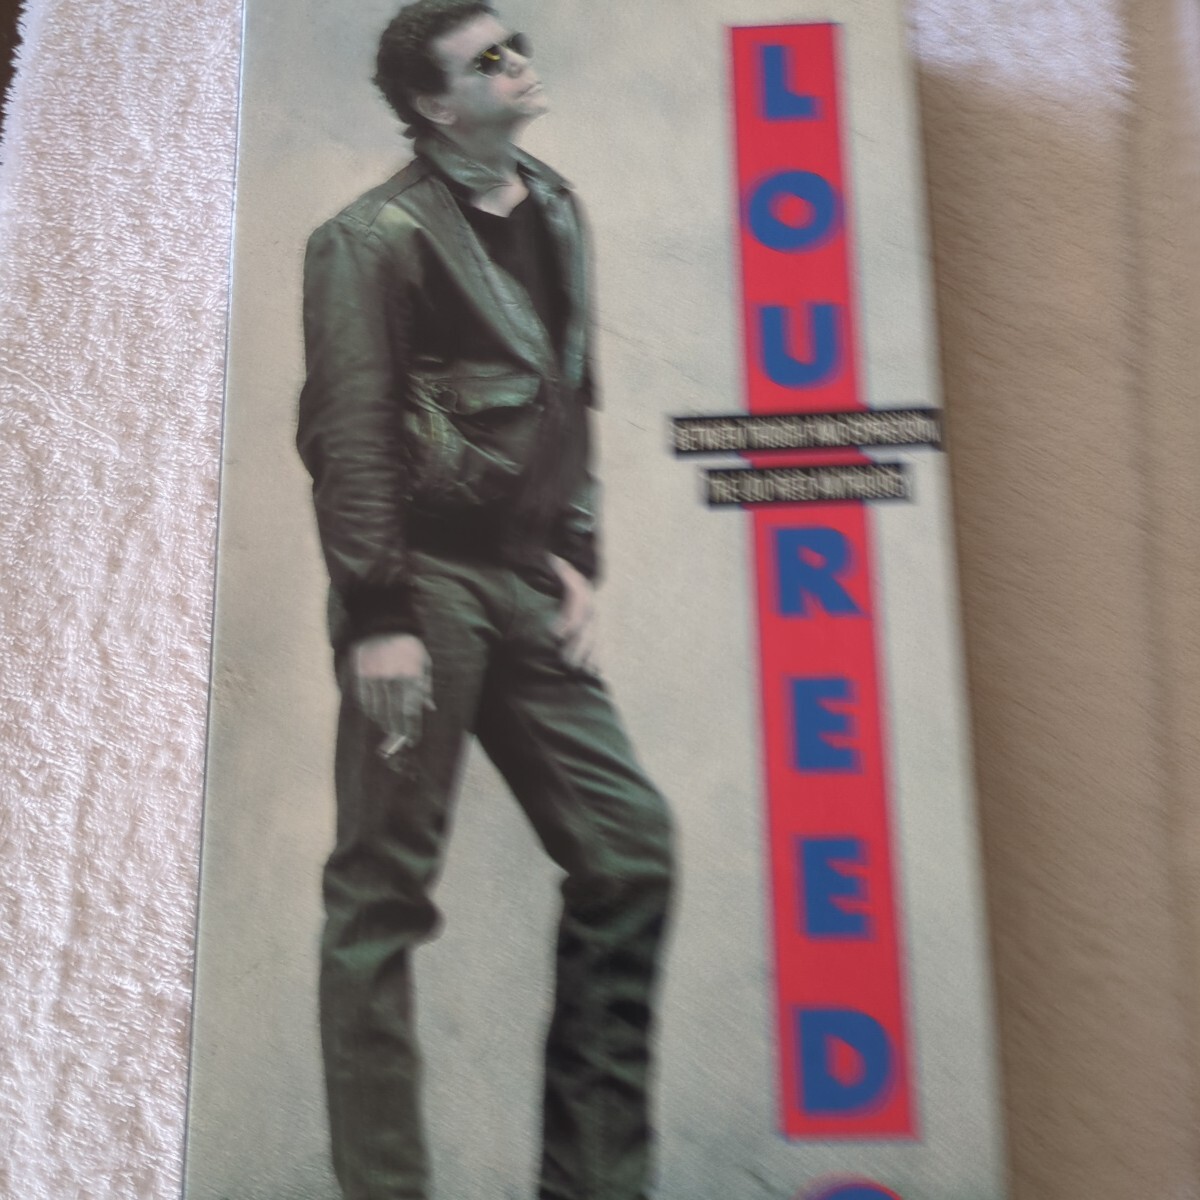 LOU
BETWEEN THOUGHT AND EXPRESSION
THE LOU REED ANTHOLOGY
REED